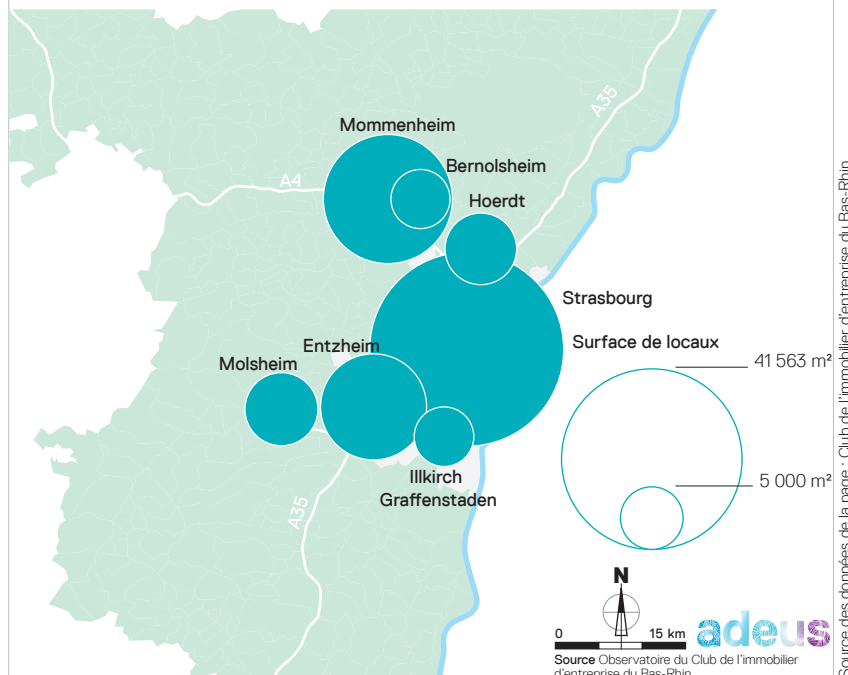 A35
Mommenheim
Bernolsheim
A4
Hoerdt
Strasbourg
Entzheim
Surface de locaux
Molsheim
41 563 m²
5 000 m²
Illkirch
Graffenstaden
A35
N
0 15 km
adeus
Source Observatoire du Club de l'immobilier
d'entreprise du Bas-Rhin
Source des données de la page : Club de l'immobilier d'entreprise du Bas-Rhin